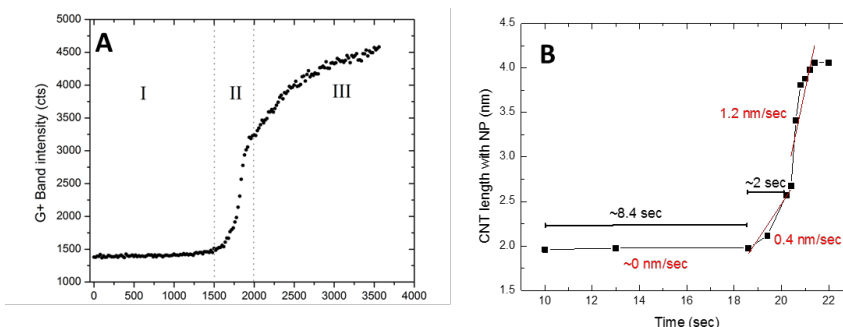 A
G+ Band intensity (cts)
5000
4500
4000
3500
3000
2500
2000
1500
1000
I
II
III
0 500 1000 1500 2000 2500 3000 3500 4000
B
CNT length with NP (nm)
4.5
4.0
3.5
3.0
2.5
2.0
1.5
1.2 nm/sec
~2 sec
~8.4 sec
0.4 nm/sec
~0 nm/sec
10 12 14 16 18 20 22
Time (sec)